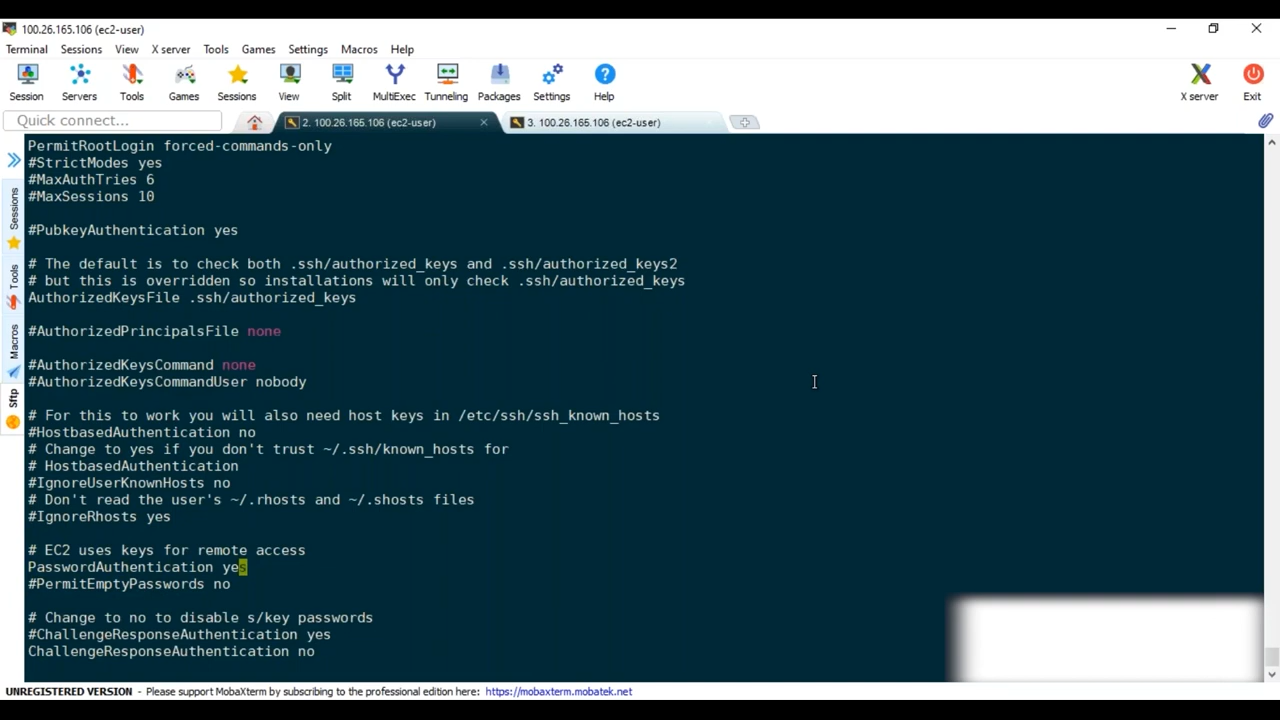 100.26.165.106 (ec2-user)
Terminal Sessions View X server Tools Games Settings Macros Help
Session Servers Tools Games Sessions View Split MultiExec Tunneling Packages Settings Help X server Exit
Quick connect...
2. 100.26.165.106 (ec2-user)
3. 100.26.165.106 (ec2-user)
Sessions
Tools
Macros
Sftp
PermitRootLogin forced-commands-only
#StrictModes yes
#MaxAuthTries 6
#MaxSessions 10
#PubkeyAuthentication yes
# The default is to check both .ssh/authorized_keys and .ssh/authorized_keys2
# but this is overridden so installations will only check .ssh/authorized_keys
AuthorizedKeysFile .ssh/authorized_keys
#AuthorizedPrincipalsFile none
#AuthorizedKeysCommand none
#AuthorizedKeysCommandUser nobody
# For this to work you will also need host keys in /etc/ssh/ssh_known_hosts
#HostbasedAuthentication no
# Change to yes if you don't trust ~/.ssh/known_hosts for
# HostbasedAuthentication
#IgnoreUserKnownHosts no
# Don't read the user's ~/.rhosts and ~/.shosts files
#IgnoreRhosts yes
# EC2 uses keys for remote access
PasswordAuthentication yes
#PermitEmptyPasswords no
# Change to no to disable s/key passwords
#ChallengeResponseAuthentication yes
ChallengeResponseAuthentication no
UNREGISTERED VERSION - Please support MobaXterm by subscribing to the professional edition here: https://mobaxterm.mobatek.net